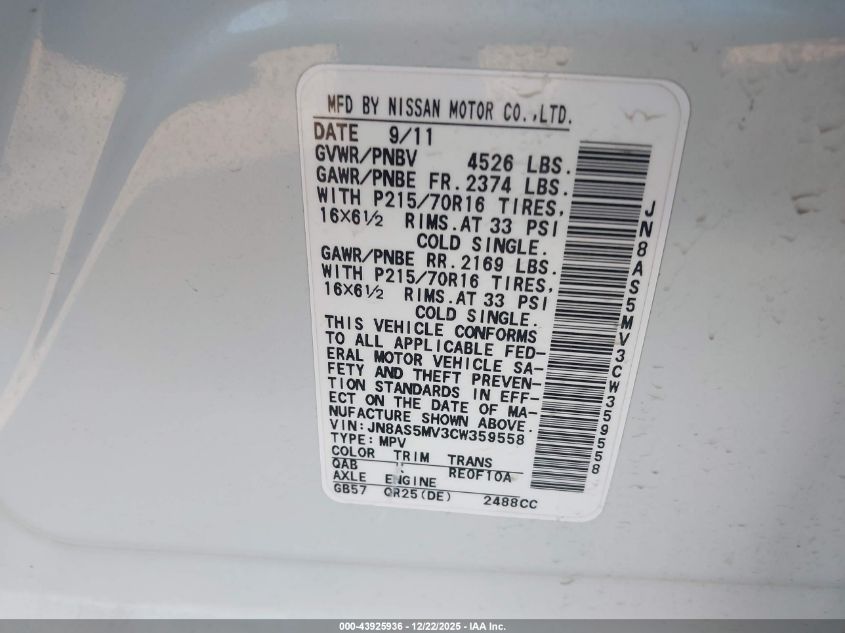 MFD BY NISSAN MOTOR CO.,LTD.
DATE 9/11
GVWR/PNBV 4526 LBS.
GAWR/PNBE FR. 2374 LBS.
WITH P215/70R16 TIRES,
16X6½ RIMS. AT 33 PSI
COLD SINGLE.
GAWR/PNBE RR. 2169 LBS.
WITH P215/70R16 TIRES,
16X6½ RIMS. AT 33 PSI
COLD SINGLE.
THIS VEHICLE CONFORMS
TO ALL APPLICABLE FED-
ERAL MOTOR VEHICLE SA-
FETY AND THEFT PREVEN-
TION STANDARDS IN EFF-
ECT ON THE DATE OF MA-
NUFACTURE SHOWN ABOVE.
VIN: JN8AS5MV3CW359558
TYPE: MPV
COLOR TRIM TRANS
QAB RE0F10A
AXLE ENGINE
GB57 QR25(DE) 2488CC
JN8AS5MV3CW359558
000-43925936 - 12/22/2025 - IAA Inc.